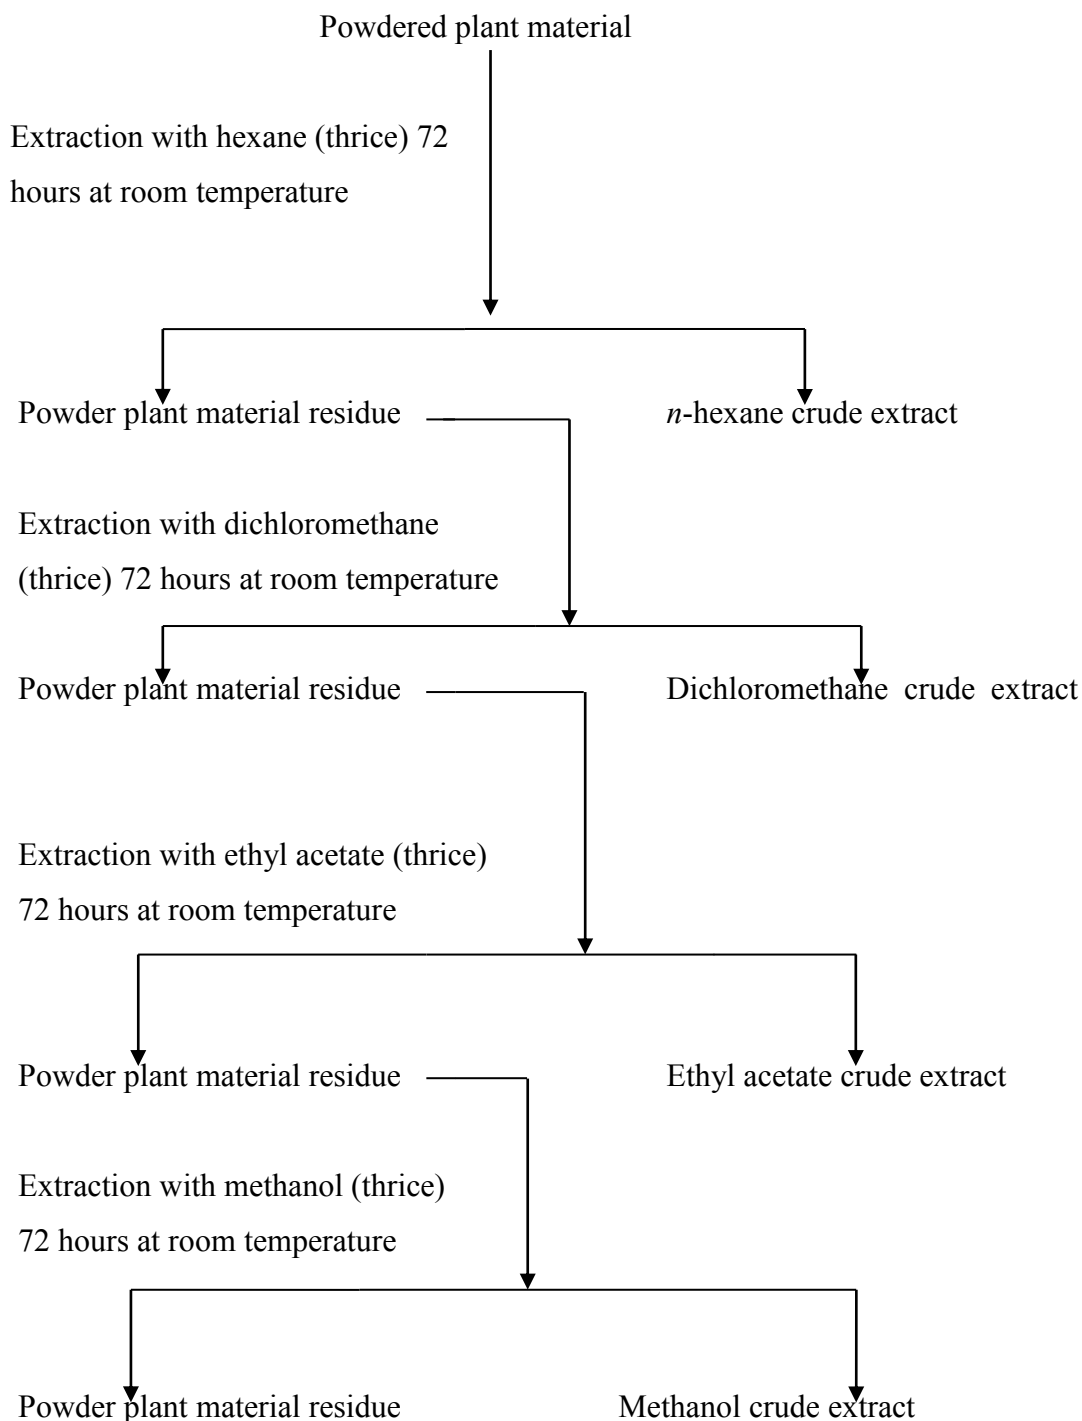 Powdered plant material
Extraction with hexane (thrice) 72
hours at room temperature
Powder plant material residue
n-hexane crude extract
Extraction with dichloromethane
(thrice) 72 hours at room temperature
Powder plant material residue
Dichloromethane crude extract
Extraction with ethyl acetate (thrice)
72 hours at room temperature
Powder plant material residue
Ethyl acetate crude extract
Extraction with methanol (thrice)
72 hours at room temperature
Powder plant material residue
Methanol crude extract